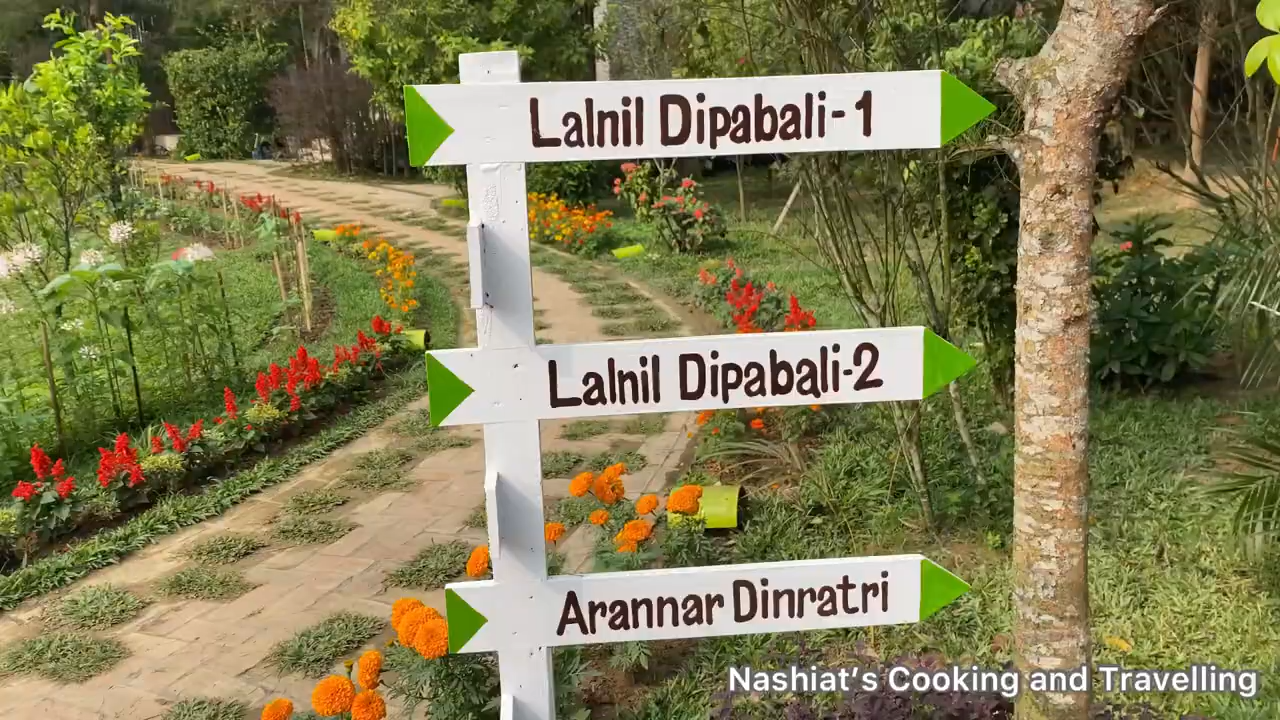 Lalnil Dipabali-1
Lalnil Dipabali-2
Arannar Dinratri
Nashiat's Cooking and Travelling